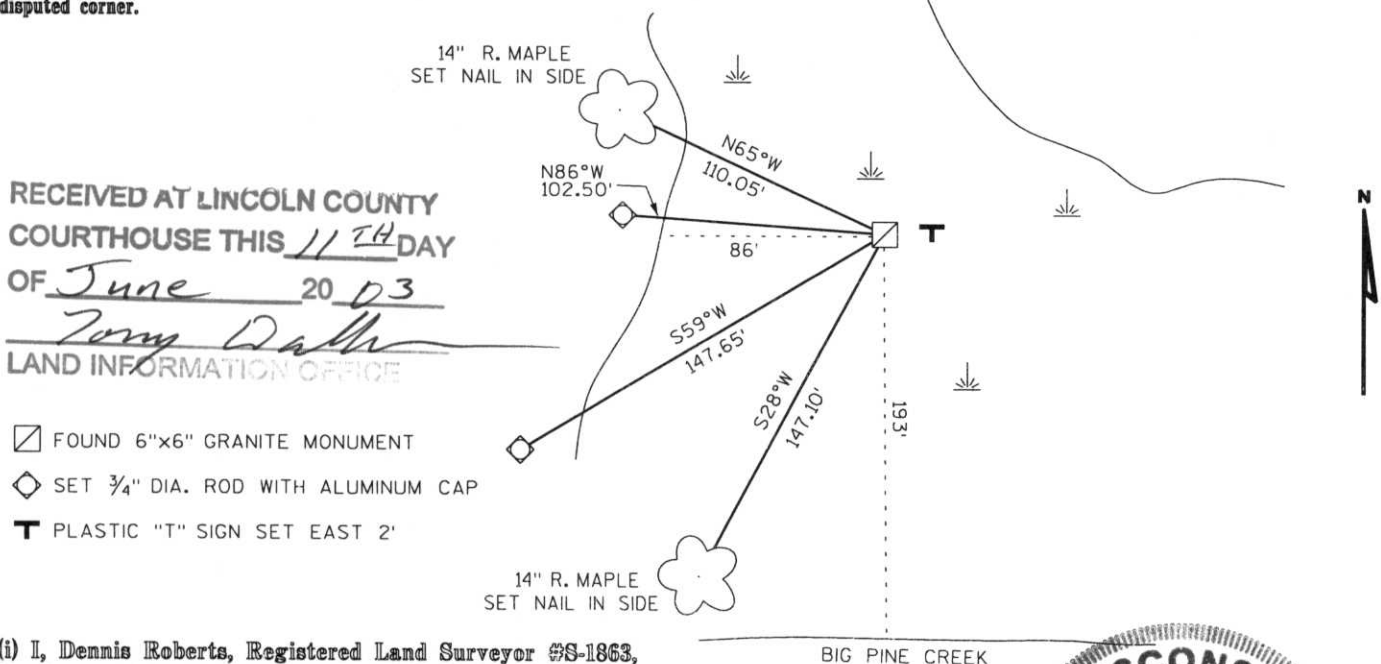 disputed corner.
14" R. MAPLE
SET NAIL IN SIDE
N65°W
110.05'
N86°W
102.50'
86'
S59°W
147.65'
S28°W
147.10'
193'
T
N
RECEIVED AT LINCOLN COUNTY
COURTHOUSE THIS 11TH DAY
OF June 20 03
Tony
LAND INFORMATION OFFICE
FOUND 6"x6" GRANITE MONUMENT
SET ¾" DIA. ROD WITH ALUMINUM CAP
T PLASTIC "T" SIGN SET EAST 2'
14" R. MAPLE
SET NAIL IN SIDE
BIG PINE CREEK
(i) I, Dennis Roberts, Registered Land Surveyor #S-1863,
SCONS